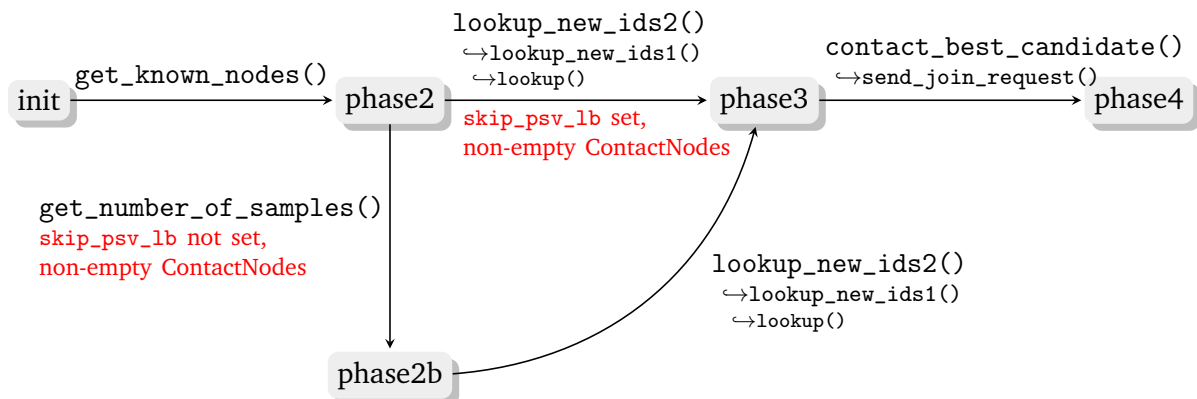 lookup_new_ids2()
↪lookup_new_ids1()
↪lookup()
contact_best_candidate()
↪send_join_request()
get_known_nodes()
init
phase2
phase3
phase4
skip_psv_lb set,
non-empty ContactNodes
get_number_of_samples()
skip_psv_lb not set,
non-empty ContactNodes
lookup_new_ids2()
↪lookup_new_ids1()
↪lookup()
phase2b